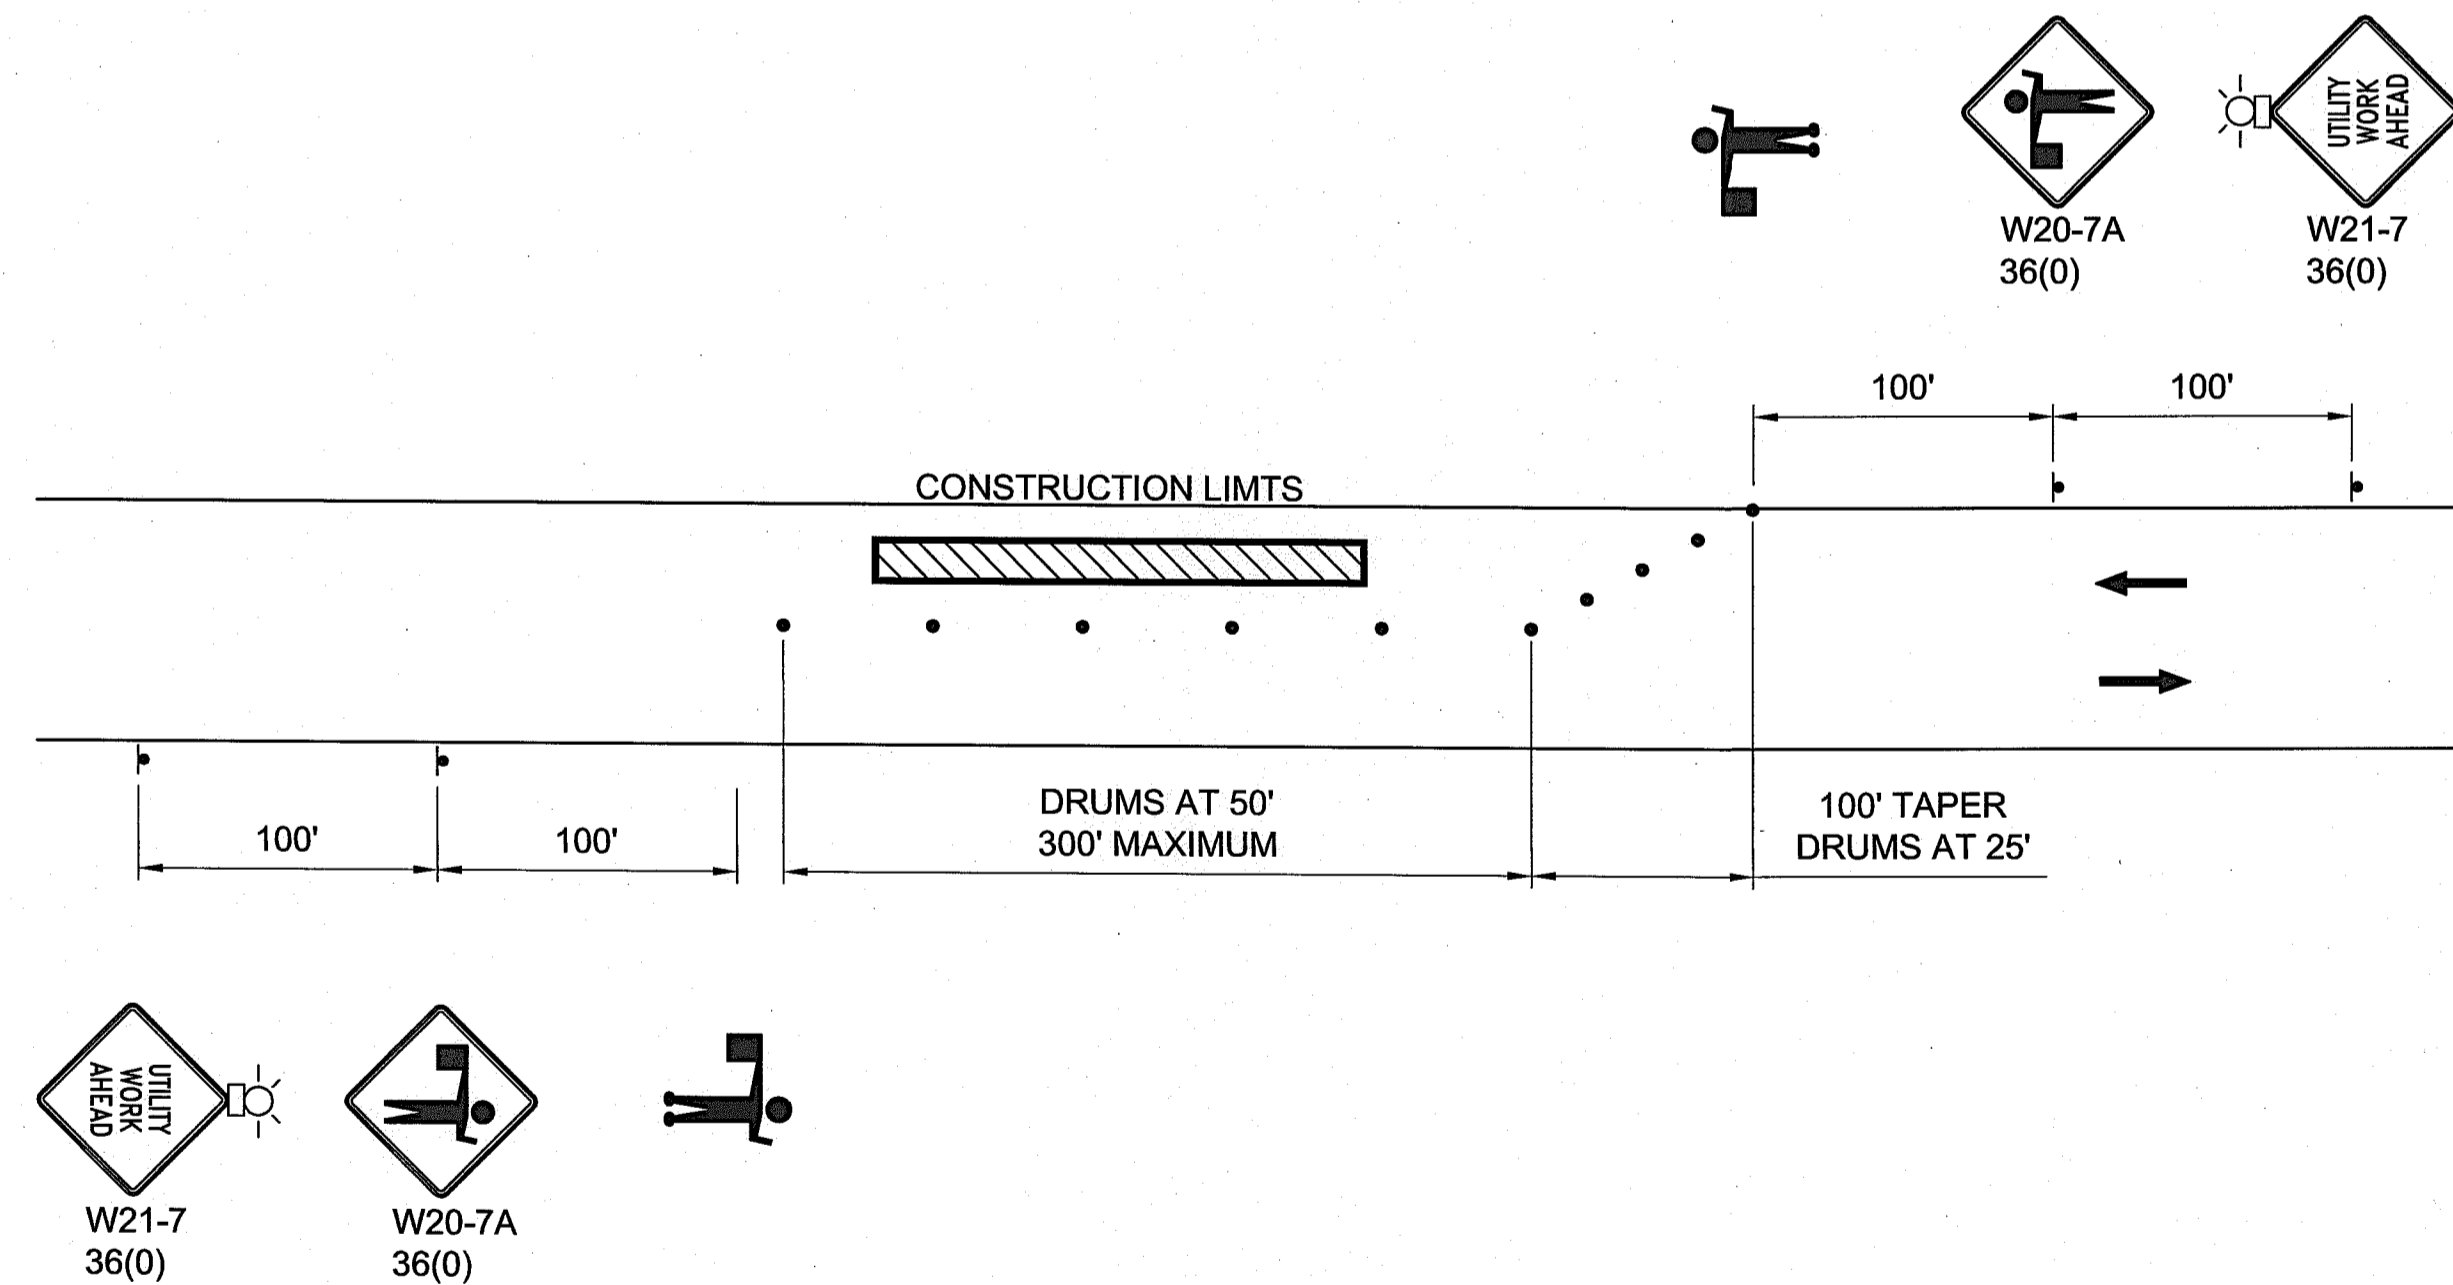 UTILITY
WORK
AHEAD
W20-7A
36(0)
W21-7
36(0)
100'
100'
CONSTRUCTION LIMTS
DRUMS AT 50'
300' MAXIMUM
100' TAPER
DRUMS AT 25'
100'
100'
UTILITY
WORK
AHEAD
W21-7
36(0)
W20-7A
36(0)